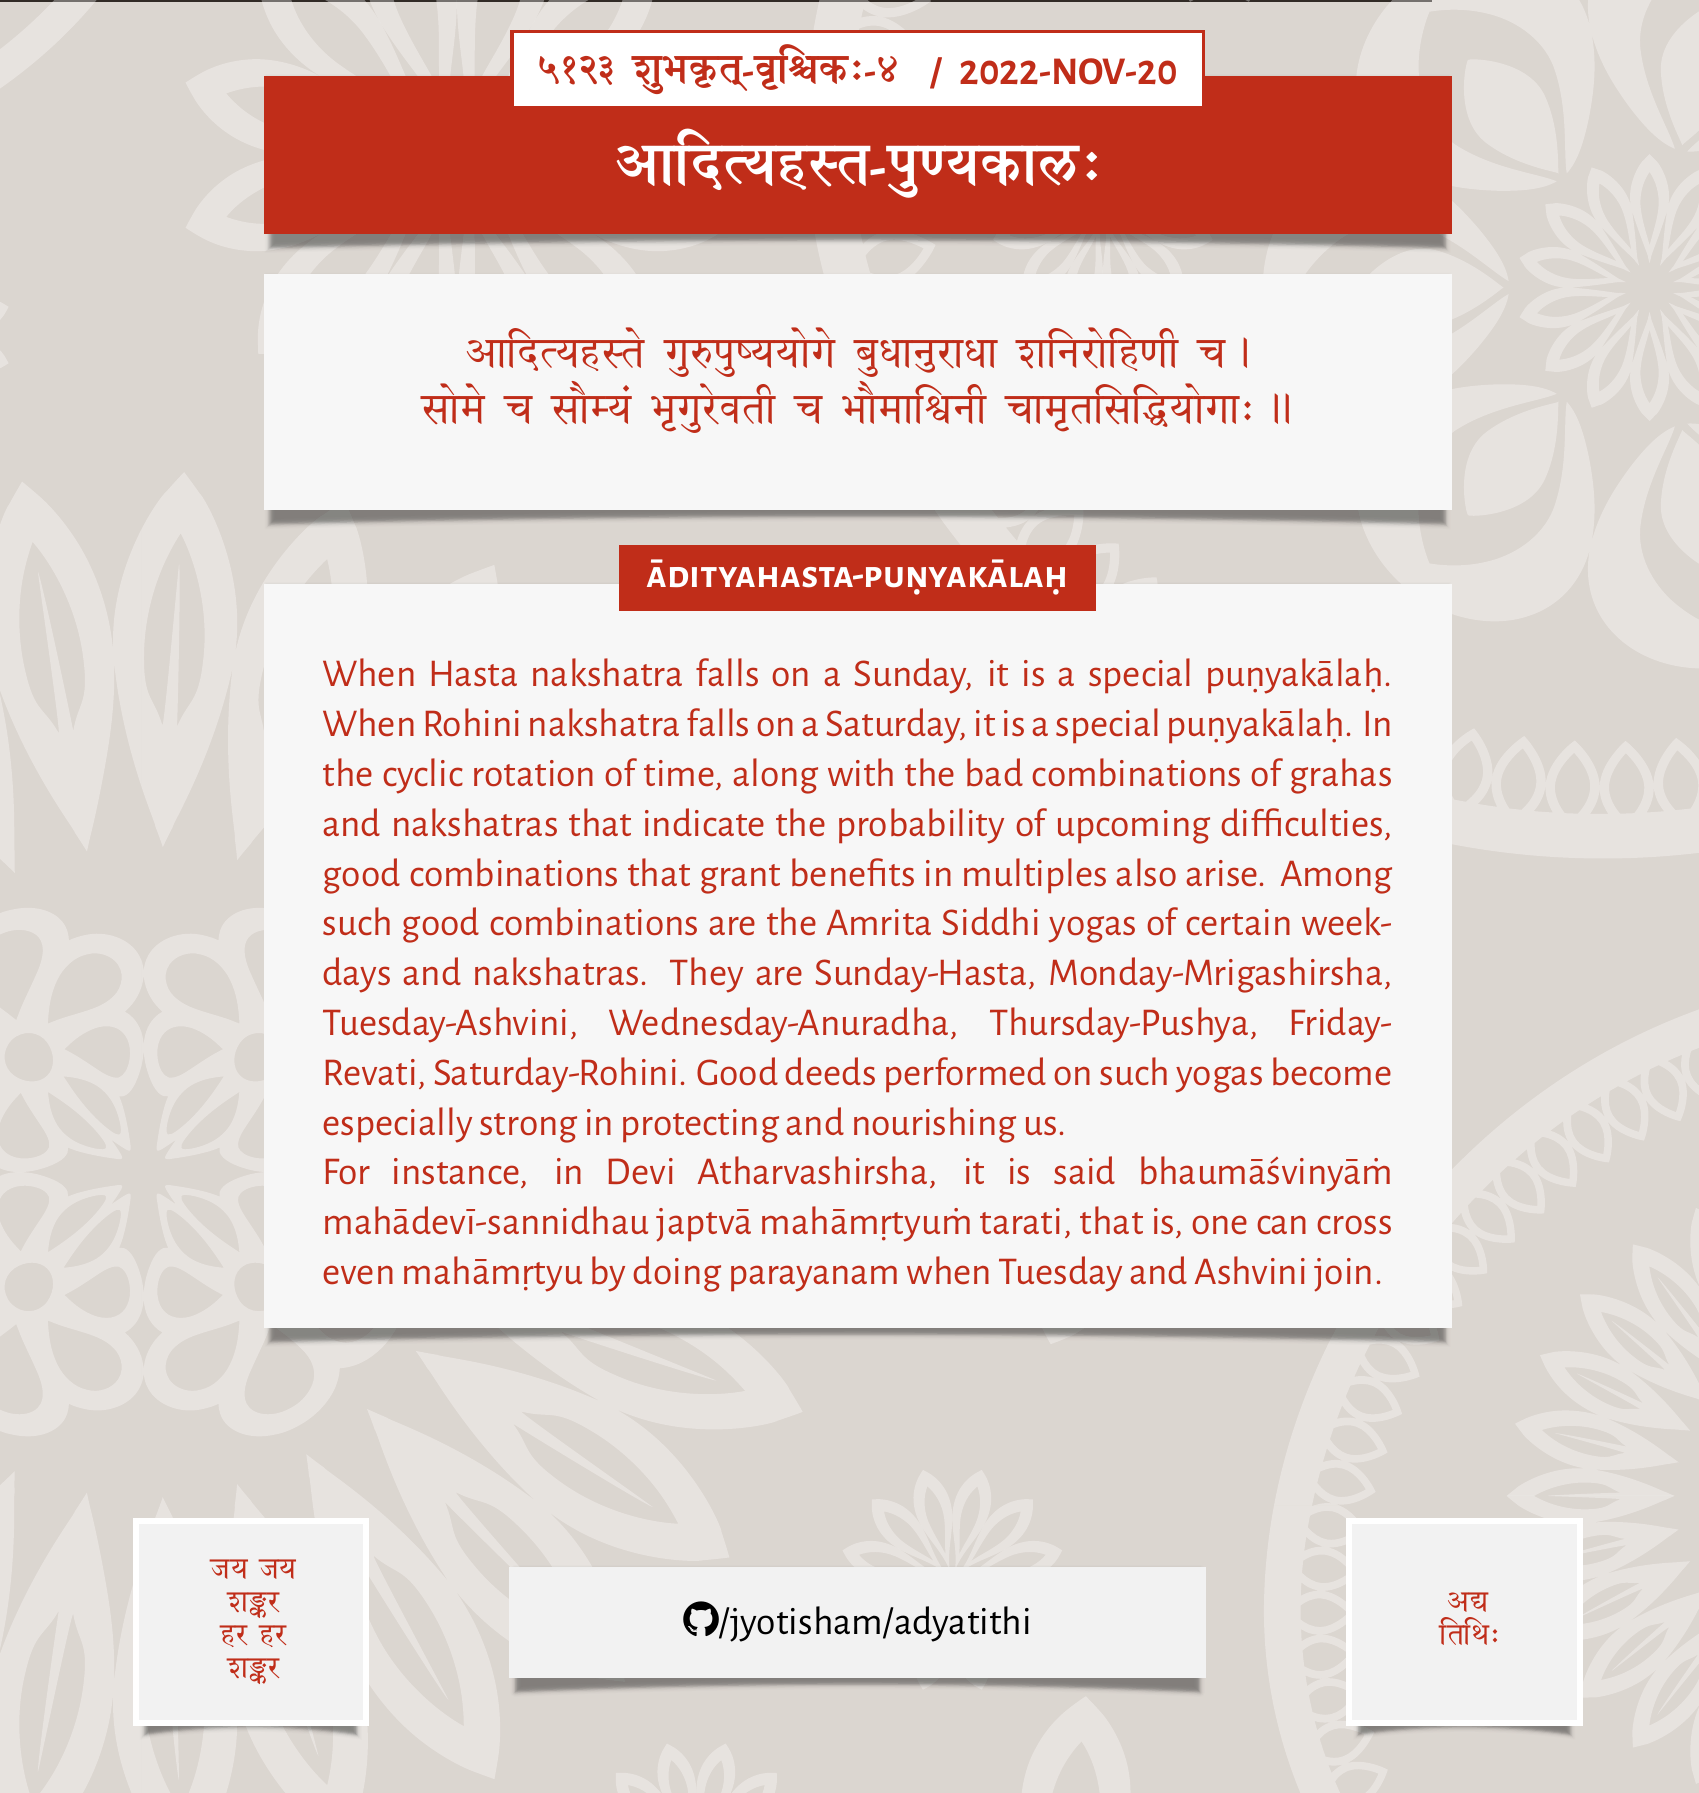 ५१२३ शुभकृत्-वृश्चिकः-४ / 2022-NOV-20
आदित्यहस्त-पुण्यकालः
आदित्यहस्ते गुरुपुष्ययोगे बुधानुराधा शनिरोहिणी च।
सोमे च सौम्यं भृगुरेवती च भौमाश्विनी चामृतसिद्धियोगाः॥
ĀDITYAHASTA-PUṆYAKĀLAḤ
When Hasta nakshatra falls on a Sunday, it is a special puṇyakālaḥ.
When Rohini nakshatra falls on a Saturday, it is a special puṇyakālaḥ. In
the cyclic rotation of time, along with the bad combinations of grahas
and nakshatras that indicate the probability of upcoming difficulties,
good combinations that grant benefits in multiples also arise. Among
such good combinations are the Amrita Siddhi yogas of certain week-
days and nakshatras. They are Sunday-Hasta, Monday-Mrigashirsha,
Tuesday-Ashvini, Wednesday-Anuradha, Thursday-Pushya, Friday-
Revati, Saturday-Rohini. Good deeds performed on such yogas become
especially strong in protecting and nourishing us.
For instance, in Devi Atharvashirsha, it is said bhaumāśvinyāṁ
mahādevī-sannidhau japtvā mahāmṛtyuṁ tarati, that is, one can cross
even mahāmṛtyu by doing parayanam when Tuesday and Ashvini join.
जय जय
शङ्कर
हर हर
शङ्कर
/jyotisham/adyatithi
अद्य
तिथिः